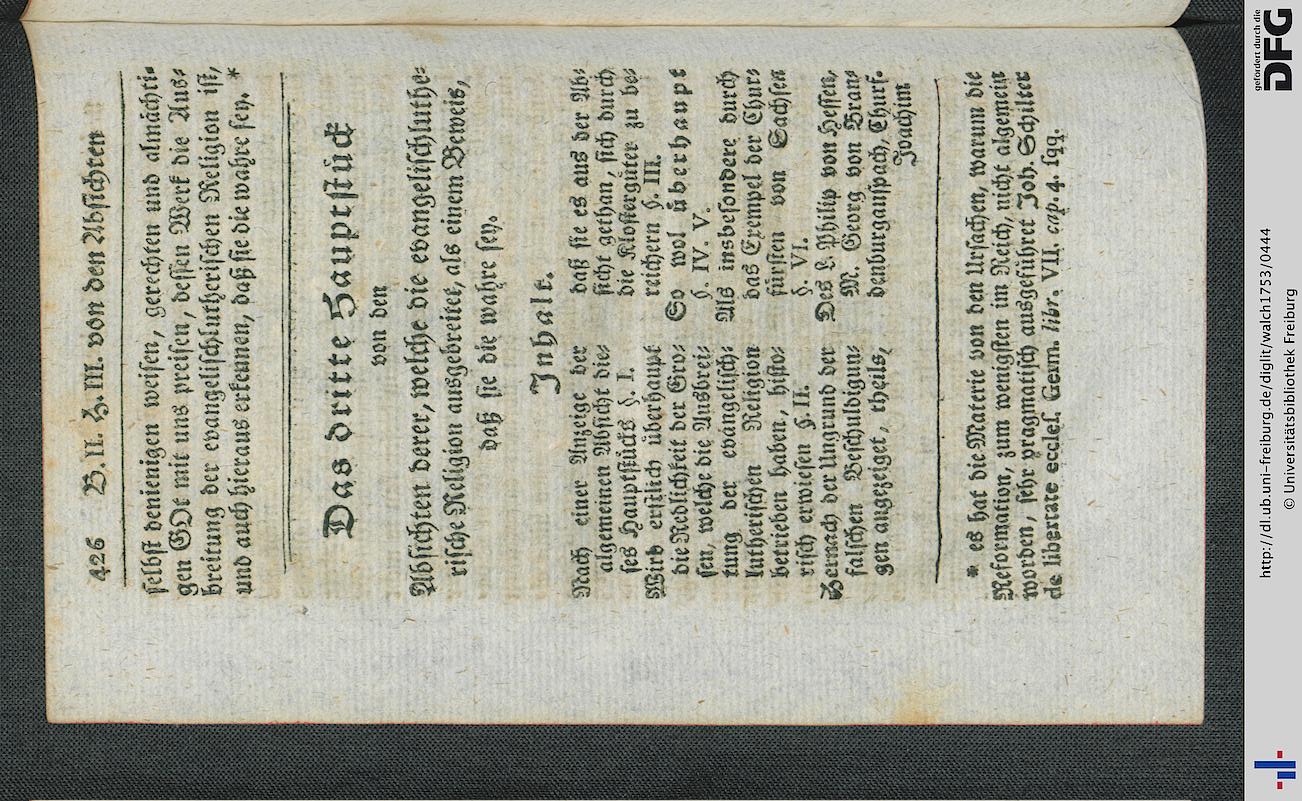 426 B. II. H. III. von den Absichten
selbst denienigen weisen, gerechten und almächti-
gen GOt mit uns preisen, dessen Werk die Aus-
breitung der evangelischlutherischen Religion ist,
und auch hieraus erkennen, daß sie die wahre sey. *
Das dritte Hauptstück
von den
Absichten derer, welche die evangelischluthe-
rische Religion ausgebreitet, als einem Beweis,
daß sie die wahre sey.
Inhalt.
Nach einer Anzeige der
algemeinen Absicht die-
ses Hauptstücks §. I.
Wird erstlich überhaupt
die Redlichkeit der Gros-
sen, welche die Ausbrei-
tung der evangelisch-
lutherischen Religion
betrieben haben, histo-
risch erwiesen §. II.
Hernach der Ungrund der
falschen Beschuldigun-
gen angezeiget, theils,
daß sie es aus der Ab-
sicht gethan, sich durch
die Klostergüter zu be-
reichern §. III.
So wol überhaupt
§. IV. V.
Als insbesondere durch
das Exempel der Chur-
fürsten von Sachsen
§. VI.
Des L. Philip von Hessen,
M. Georg von Bran-
denburganspach, Churf.
Joachim
* es hat die Materie von den Ursachen, warum die
Reformation, zum wenigsten im Reich, nicht algemein
worden, sehr pragmatisch ausgeführet Joh. Schilter
de libertate eccles. Germ. libr. VII. cap. 4. sqq.
http://dl.ub.uni-freiburg.de/diglit/walch1753/0444
© Universitätsbibliothek Freiburg
gefördert durch die
DFG